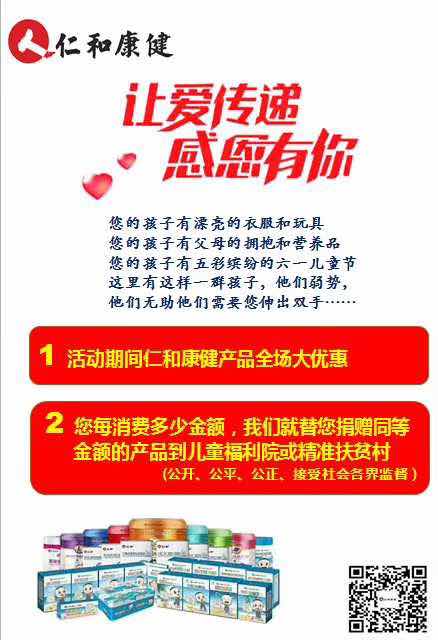 仁和康健
让爱传递
感恩有你
您的孩子有漂亮的衣服和玩具
您的孩子有父母的拥抱和营养品
您的孩子有五彩缤纷的六一儿童节
这里有这样一群孩子，他们弱势，
他们无助他们需要您伸出双手……
1 活动期间仁和康健产品全场大优惠
2 您每消费多少金额，我们就替您捐赠同等
金额的产品到儿童福利院或精准扶贫村
(公开、公平、公正、接受社会各界监督)